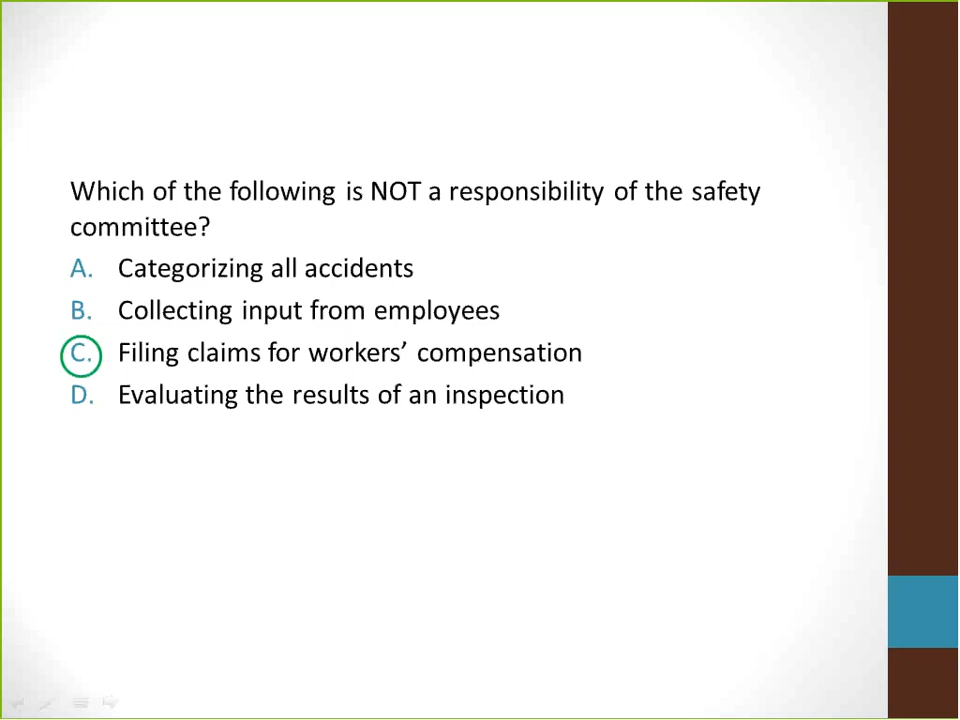 Which of the following is NOT a responsibility of the safety
committee?
A. Categorizing all accidents
B. Collecting input from employees
C. Filing claims for workers’ compensation
D. Evaluating the results of an inspection